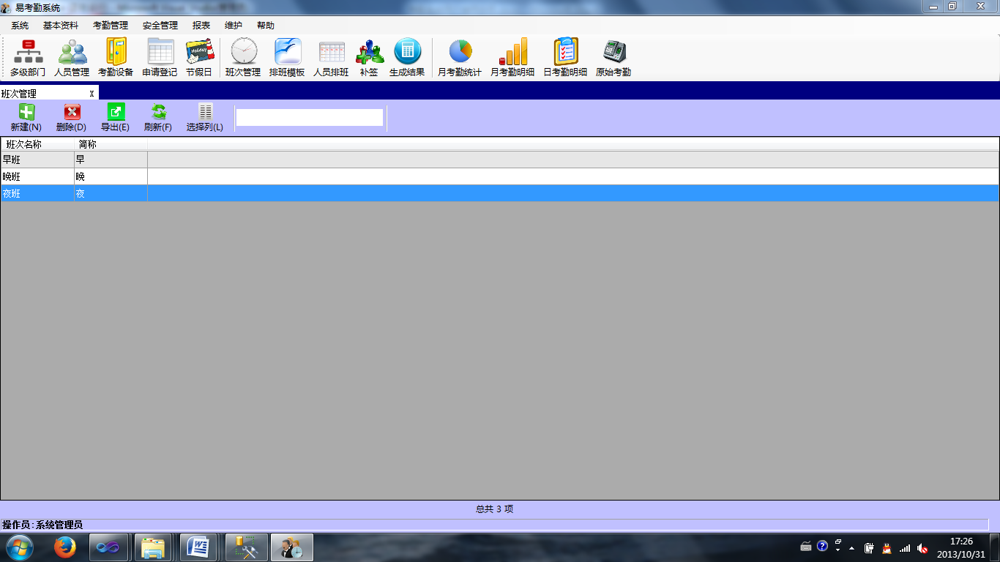 易考勤系统
系统 基本资料 考勤管理 安全管理 报表 维护 帮助
Holiday
多级部门 人员管理 考勤设备 申请登记 节假日 班次管理 排班模板 人员排班 补签 生成结果 月考勤统计 月考勤明细 日考勤明细 原始考勤
班次管理 x
新建(N) 删除(D) 导出(E) 刷新(F) 选择列(L)
班次名称 简称
早班 早
晚班 晚
夜班 夜
总共 3 项
操作员:系统管理员
17:26
2013/10/31